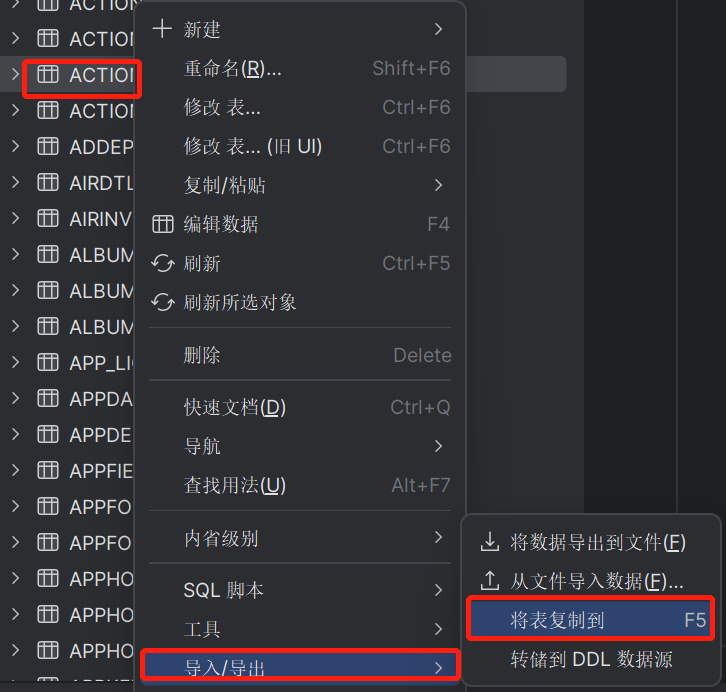 ACTION
ACTION
ACTION
ACTION
ADDEP
AIRDTL
AIRINV
ALBUM
ALBUM
ALBUM
APP_LI
APPDA
APPDE
APPFIE
APPFO
APPFO
APPHO
APPHO
APPHO
新建
重命名(R)... Shift+F6
修改 表... Ctrl+F6
修改 表... (旧 UI) Ctrl+F6
复制/粘贴
编辑数据 F4
刷新 Ctrl+F5
刷新所选对象
删除 Delete
快速文档(D) Ctrl+Q
导航
查找用法(U) Alt+F7
内省级别
SQL 脚本
工具
导入/导出
将数据导出到文件(F)
从文件导入数据(F)...
将表复制到 F5
转储到 DDL 数据源